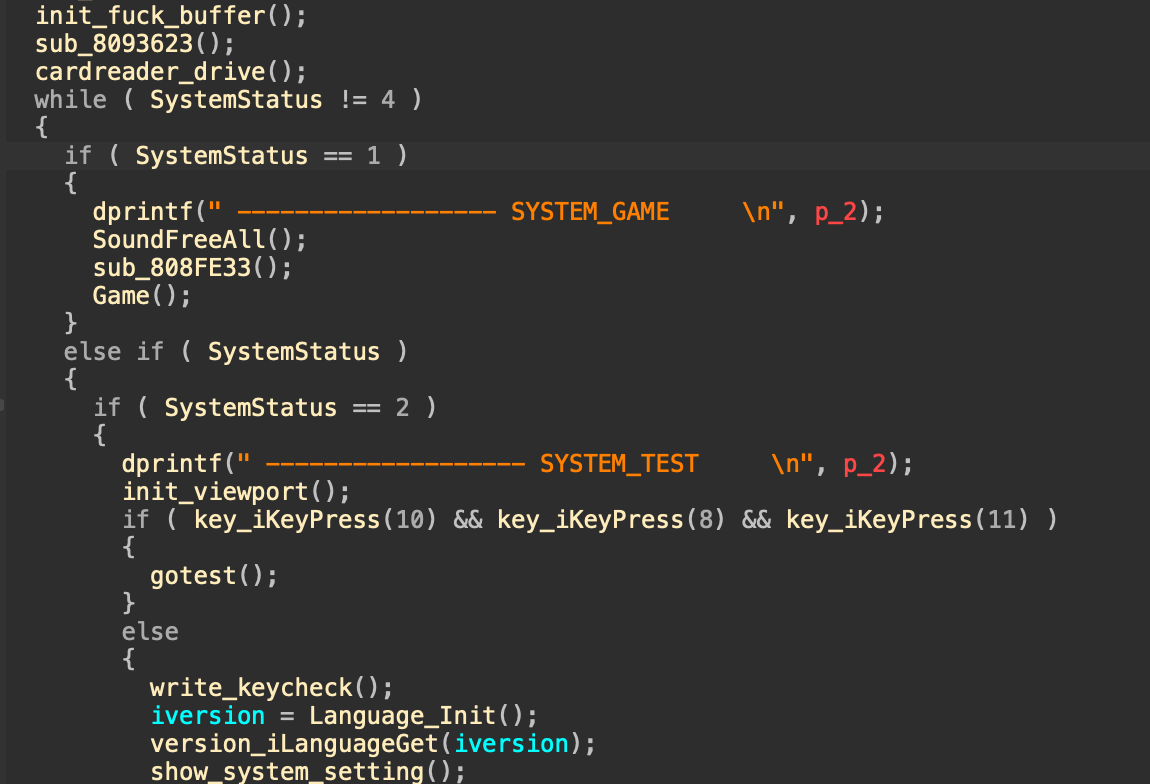 init_fuck_buffer();
sub_8093623();
cardreader_drive();
while ( SystemStatus != 4 )
{
if ( SystemStatus == 1 )
{
dprintf(" ------------------ SYSTEM_GAME     \n", p_2);
SoundFreeAll();
sub_808FE33();
Game();
}
else if ( SystemStatus )
{
if ( SystemStatus == 2 )
{
dprintf(" ------------------ SYSTEM_TEST     \n", p_2);
init_viewport();
if ( key_iKeyPress(10) && key_iKeyPress(8) && key_iKeyPress(11) )
{
gotest();
}
else
{
write_keycheck();
iversion = Language_Init();
version_iLanguageGet(iversion);
show_system_setting();